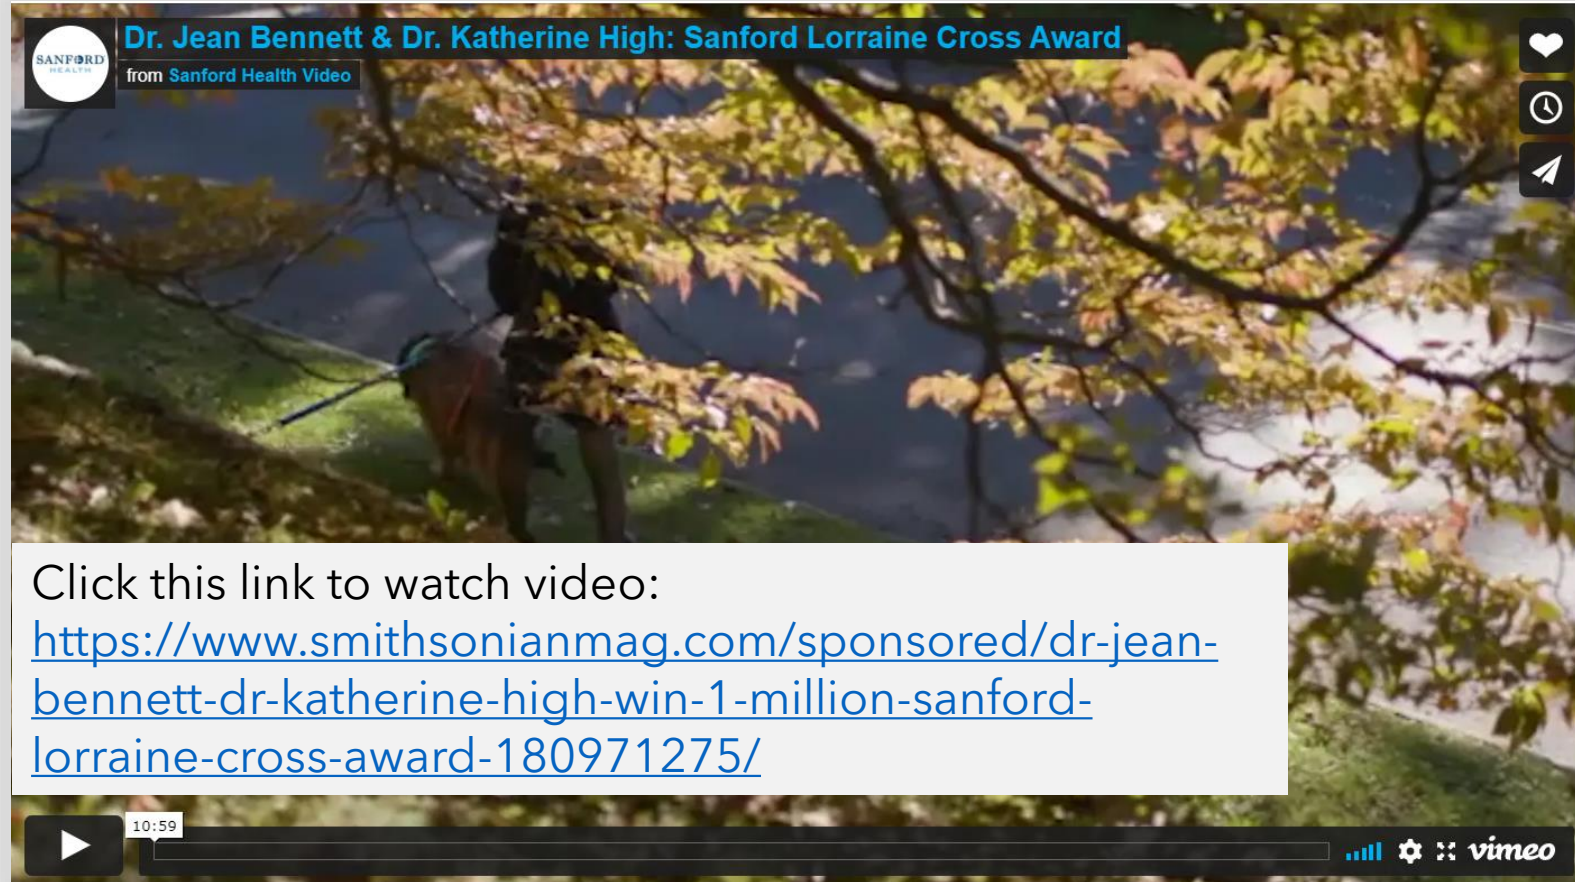 SANFORD
HEALTH
Dr. Jean Bennett & Dr. Katherine High: Sanford Lorraine Cross Award
from Sanford Health Video
Click this link to watch video:
https://www.smithsonianmag.com/sponsored/dr-jean-
bennett-dr-katherine-high-win-1-million-sanford-
lorraine-cross-award-180971275/
10:59
vimeo